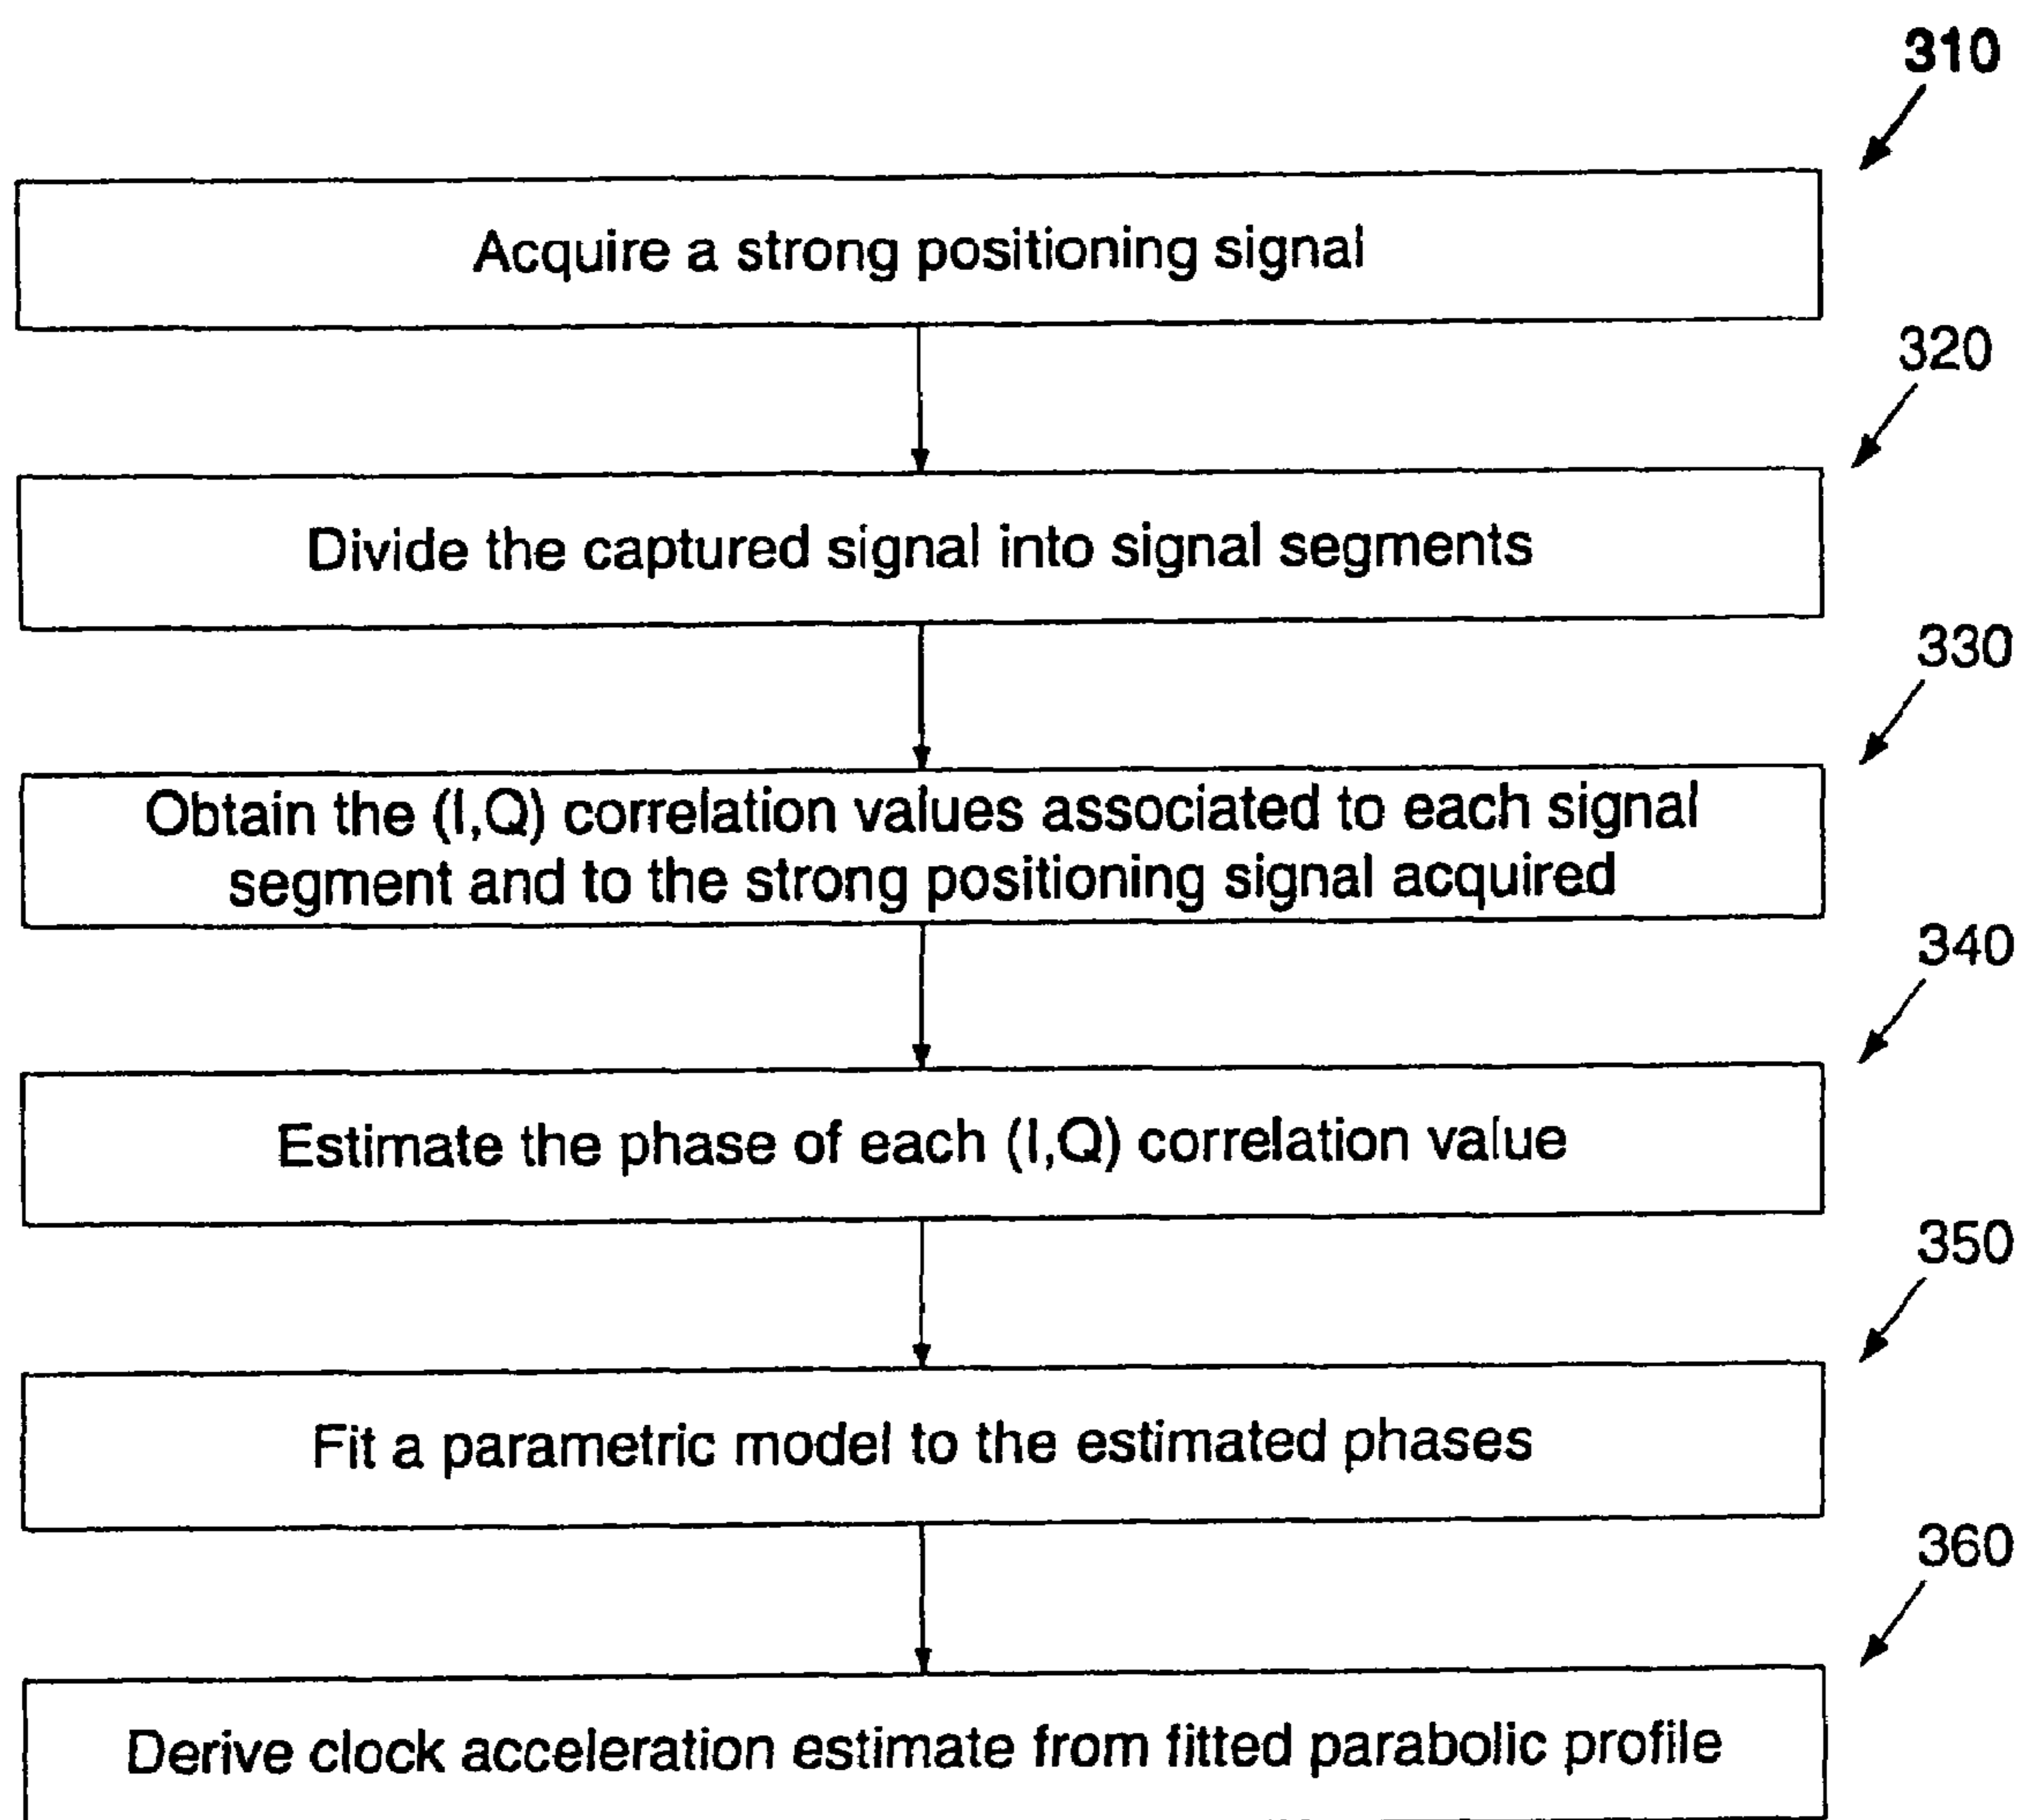 310
Acquire a strong positioning signal
320
Divide the captured signal into signal segments
330
Obtain the (I,Q) correlation values associated to each signal
segment and to the strong positioning signal acquired
340
Estimate the phase of each (I,Q) correlation value
350
Fit a parametric model to the estimated phases
360
Derive clock acceleration estimate from fitted parabolic profile